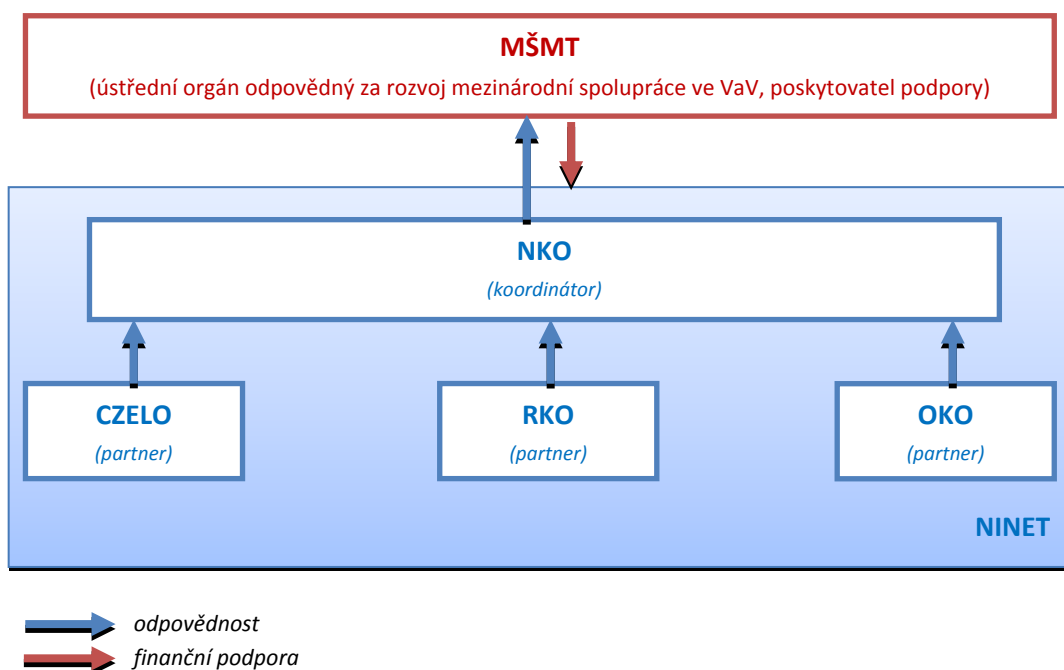 MŠMT
(ústřední orgán odpovědný za rozvoj mezinárodní spolupráce ve VaV, poskytovatel podpory)
NKO
(koordinátor)
CZELO
(partner)
RKO
(partner)
OKO
(partner)
NINET
odpovědnost
finanční podpora